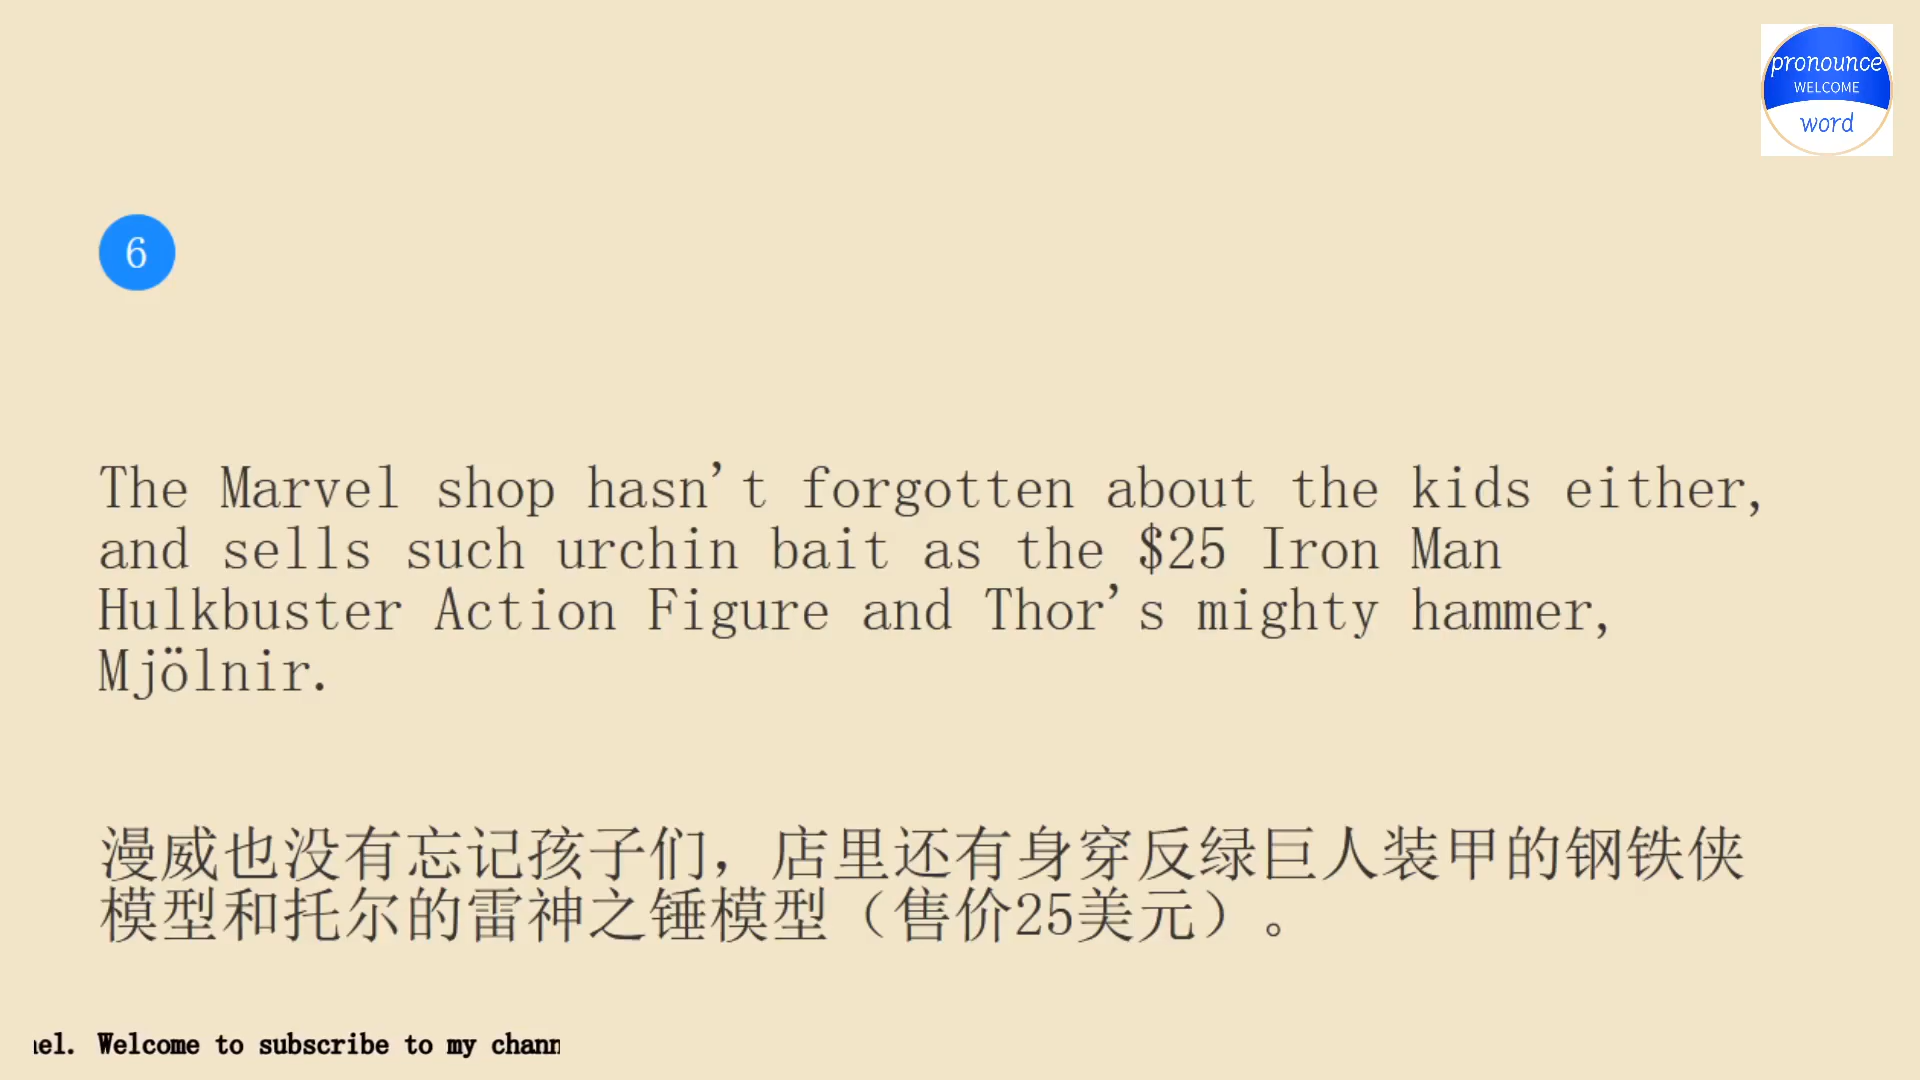 pronounce
WELCOME
word
6
The Marvel shop hasn't forgotten about the kids either,
and sells such urchin bait as the $25 Iron Man
Hulkbuster Action Figure and Thor's mighty hammer,
Mjölnir.
漫威也没有忘记孩子们，店里还有身穿反绿巨人装甲的钢铁侠
模型和托尔的雷神之锤模型（售价25美元）。
Welcome to subscribe to my